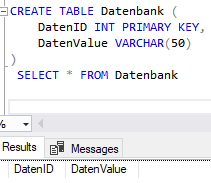 CREATE TABLE Datenbank (
DatenID INT PRIMARY KEY,
DatenValue VARCHAR(50)
)
SELECT * FROM Datenbank
%
Results Messages
DatenID DatenValue